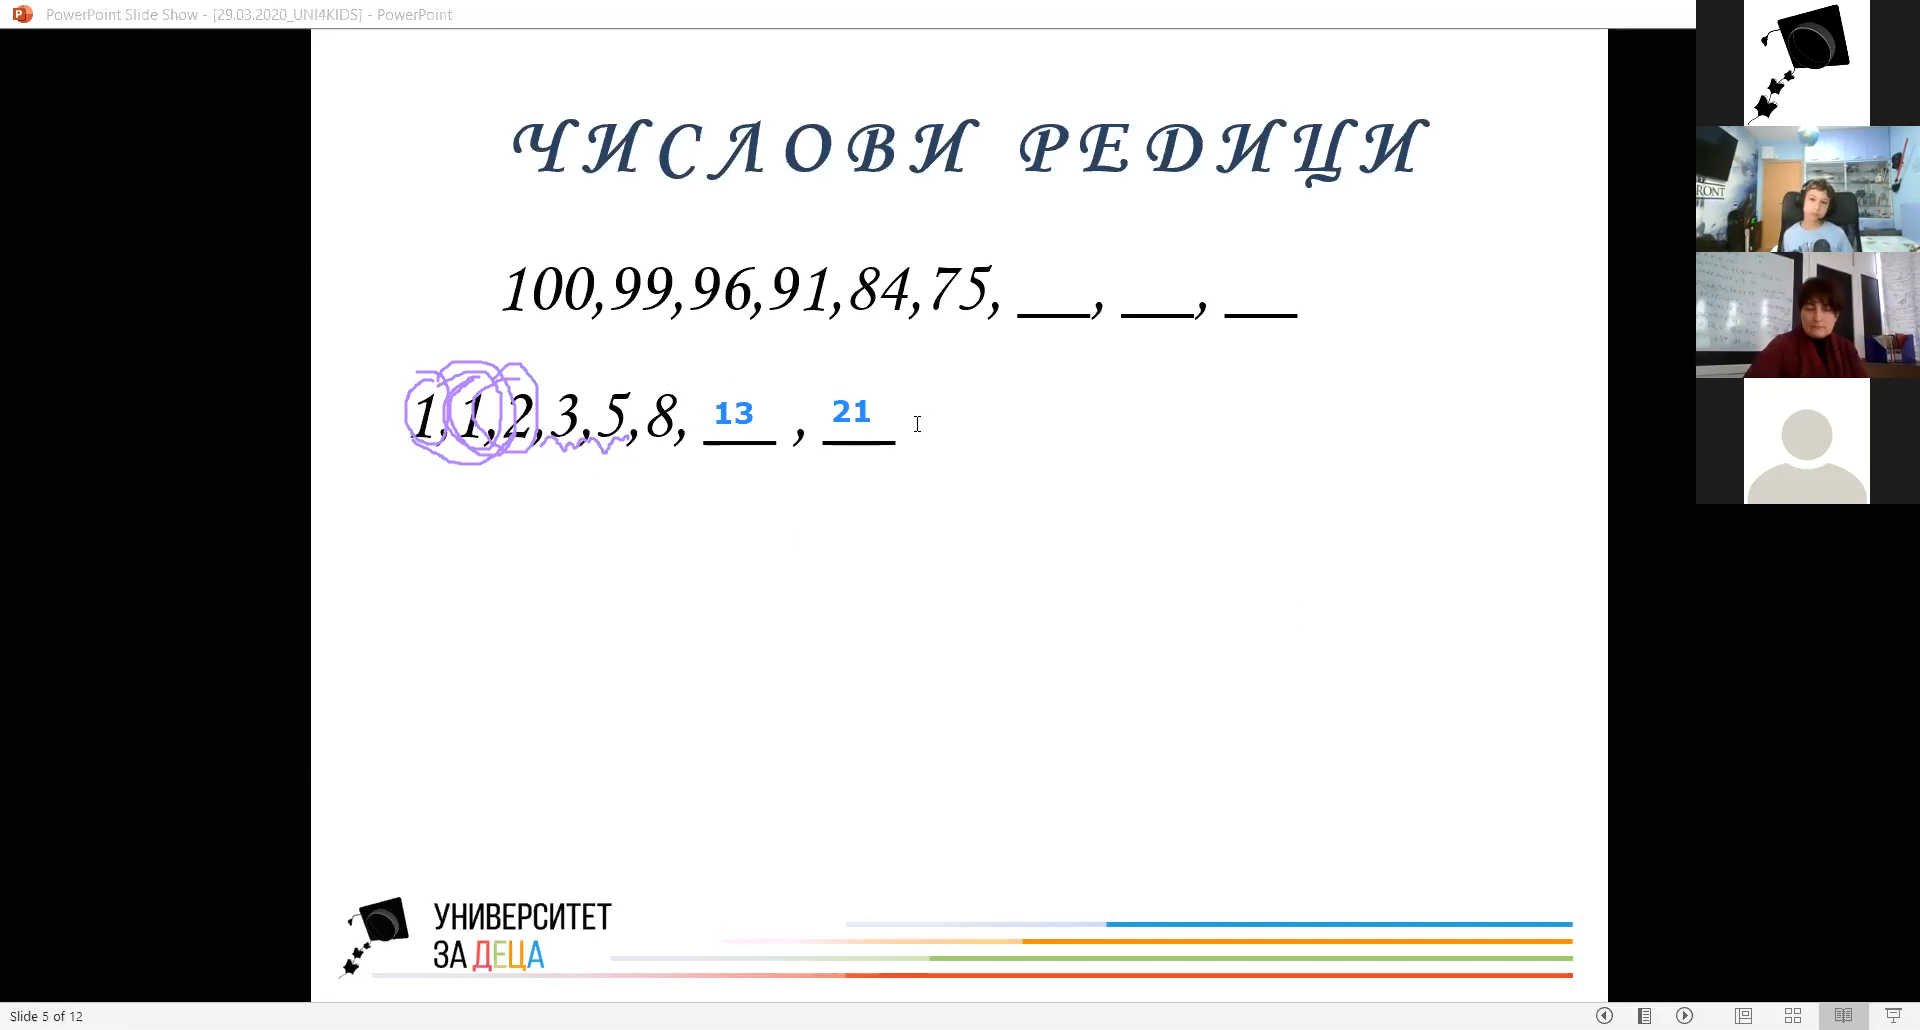 PowerPoint Slide Show - [29.03.2020_UNI4KIDS] - PowerPoint
ЧИСЛОВИ РЕДИЦИ
100,99,96,91,84,75, ___, ___, ___
1,1,2,3,5,8, 13 , 21
УНИВЕРСИТЕТ
ЗА ДЕЦА
RONT
Slide 5 of 12